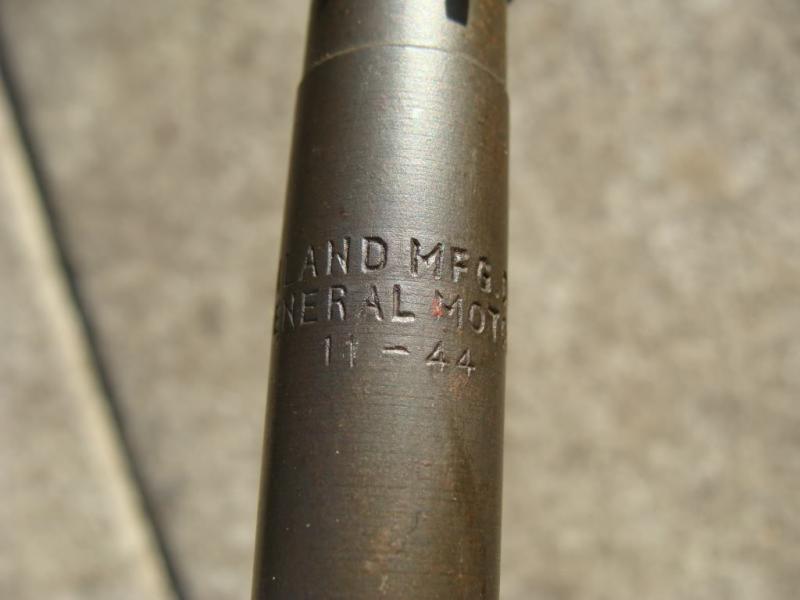 LAND MFG.
ENERAL MOT
11-44